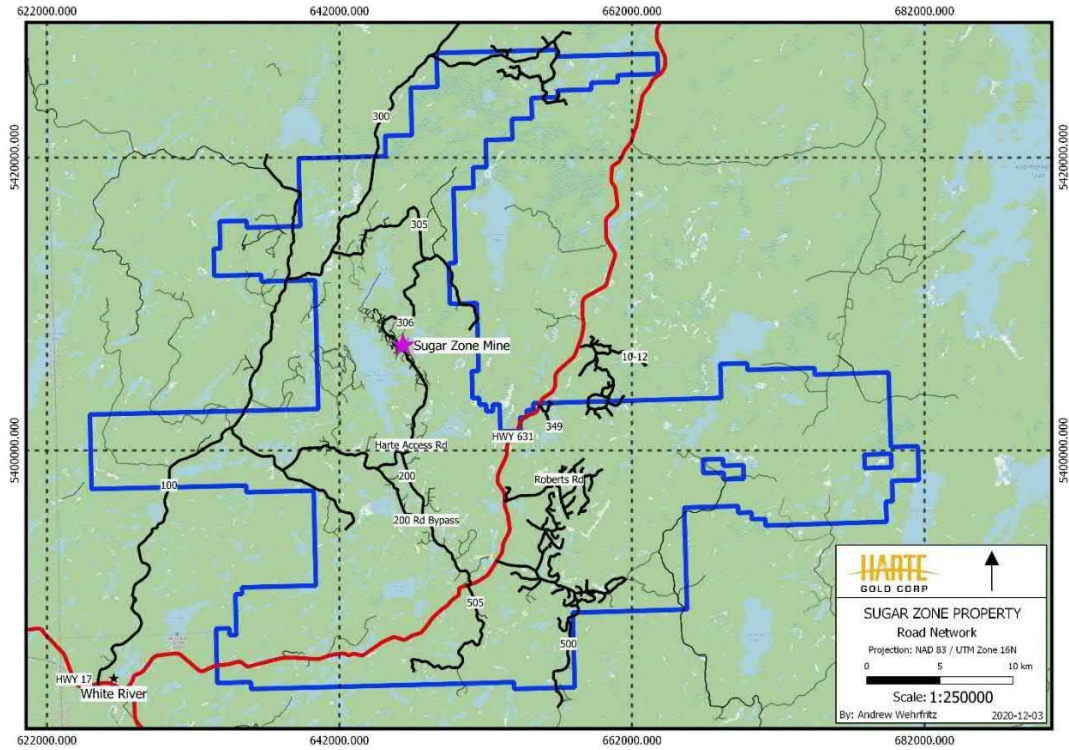 622000.000 642000.000 662000.000 682000.000
300
5420000.000 5420000.000
305
306
Sugar Zone Mine
10-12
349
HWY 631
Harte Access Rd
5400000.000 5400000.000
200
Roberts Rd
100
200 Rd Bypass
505
500
HWY 17
White River
HARTE
GOLD CORP
SUGAR ZONE PROPERTY
Road Network
Projection: NAD 83 / UTM Zone 16N
0 5 10 km
Scale: 1:250000
By: Andrew Wehrfritz 2020-12-03
622000.000 642000.000 662000.000 682000.000